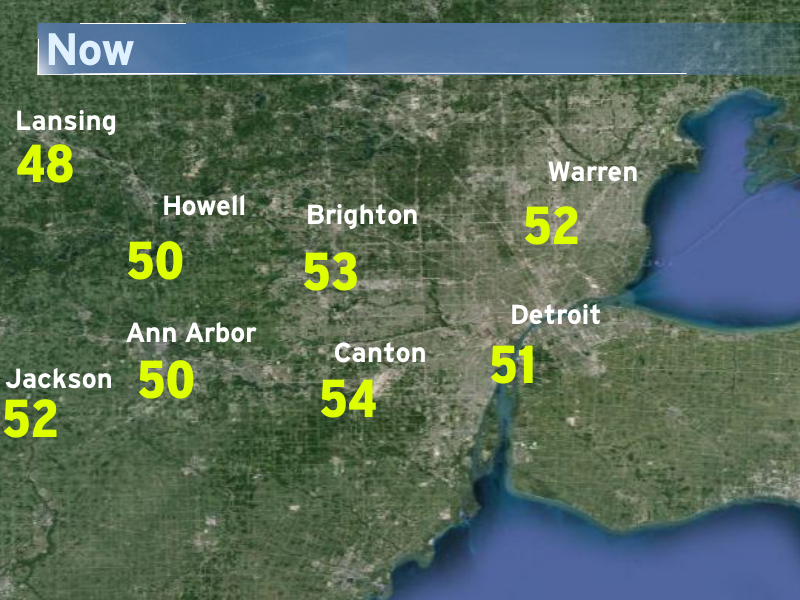 Now
Lansing
48
Warren
52
Howell
50
Brighton
53
Detroit
51
Ann Arbor
50
Canton
54
Jackson
52